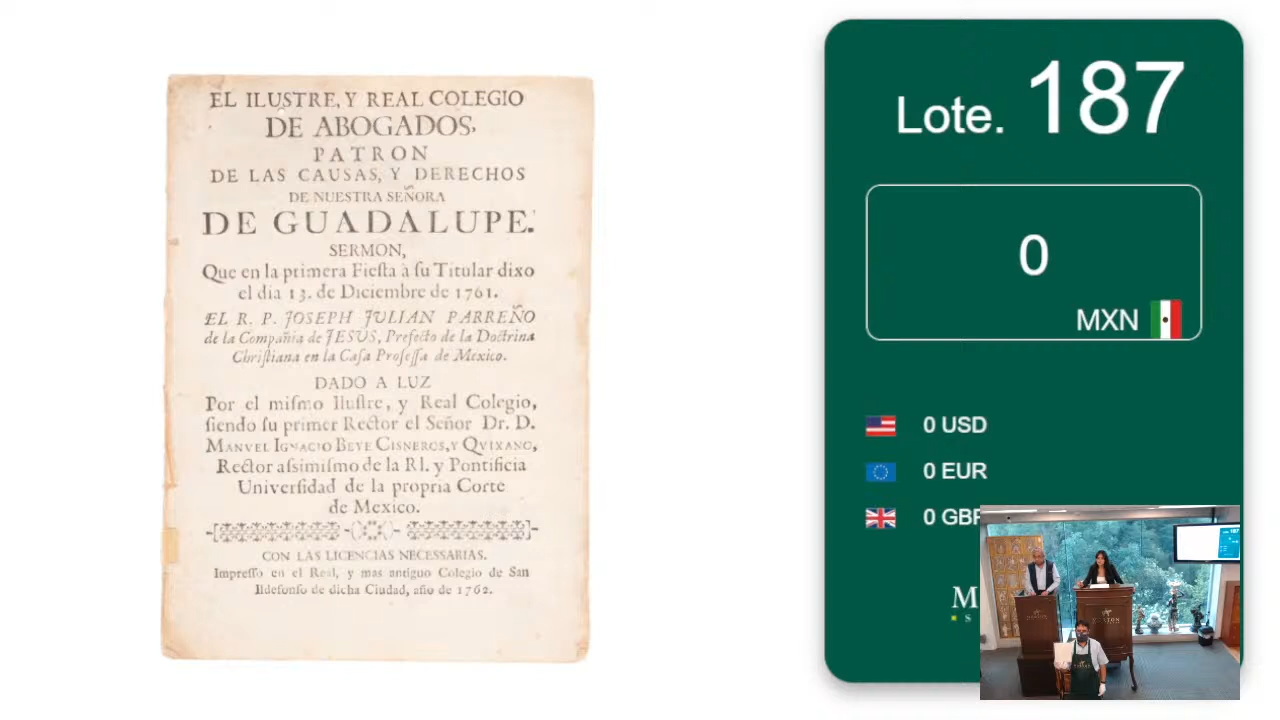 EL ILUSTRE, Y REAL COLEGIO
DE ABOGADOS,
PATRON
DE LAS CAUSAS, Y DERECHOS
DE NUESTRA SEÑORA
DE GUADALUPE.
SERMON,
Que en la primera Fiesta à su Titular dixo
el dia 13. de Diciembre de 1761.
EL R. P. JOSEPH JULIAN PARREÑO
de la Compañia de JESUS, Prefecto de la Doctrina
Christiana en la Casa Professa de Mexico.
DADO A LUZ
Por el mismo Ilustre, y Real Colegio,
siendo su primer Rector el Señor Dr. D.
MANVEL IGNACIO BEYE CISNEROS, Y QVIXANO,
Rector assimismo de la Rl. y Pontificia
Universidad de la propria Corte
de Mexico.
CON LAS LICENCIAS NECESSARIAS.
Impresso en el Real, y mas antiguo Colegio de San
Ildefonso de dicha Ciudad, año de 1762.
Lote. 187
0
MXN
0 USD
0 EUR
0 GBP
M
S